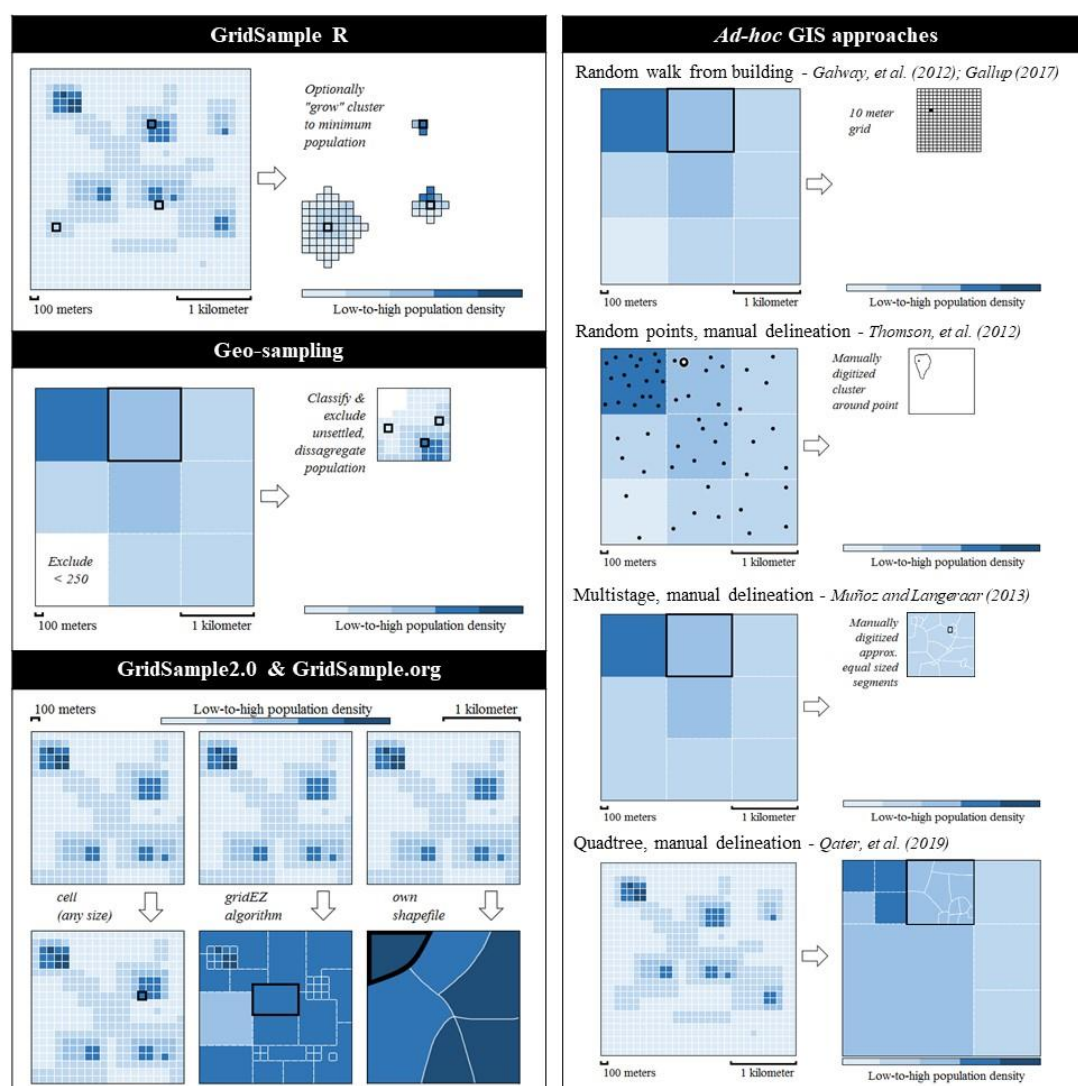 GridSample R
Optionally
"grow" cluster
to minimum
population
100 meters
1 kilometer
Low-to-high population density
Geo-sampling
Classify &
exclude
unsettled,
dissagregate
population
Exclude
< 250
100 meters
1 kilometer
Low-to-high population density
GridSample2.0 & GridSample.org
100 meters
Low-to-high population density
1 kilometer
cell
(any size)
gridEZ
algorithm
own
shapefile
Ad-hoc GIS approaches
Random walk from building - Galway, et al. (2012); Gallup (2017)
10 meter
grid
100 meters
1 kilometer
Low-to-high population density
Random points, manual delineation - Thomson, et al. (2012)
Manually
digitized
cluster
around point
100 meters
1 kilometer
Low-to-high population density
Multistage, manual delineation - Muñoz and Langeraar (2013)
Manually
digitized
approx.
equal sized
segments
100 meters
1 kilometer
Low-to-high population density
Quadtree, manual delineation - Qater, et al. (2019)
100 meters
1 kilometer
Low-to-high population density